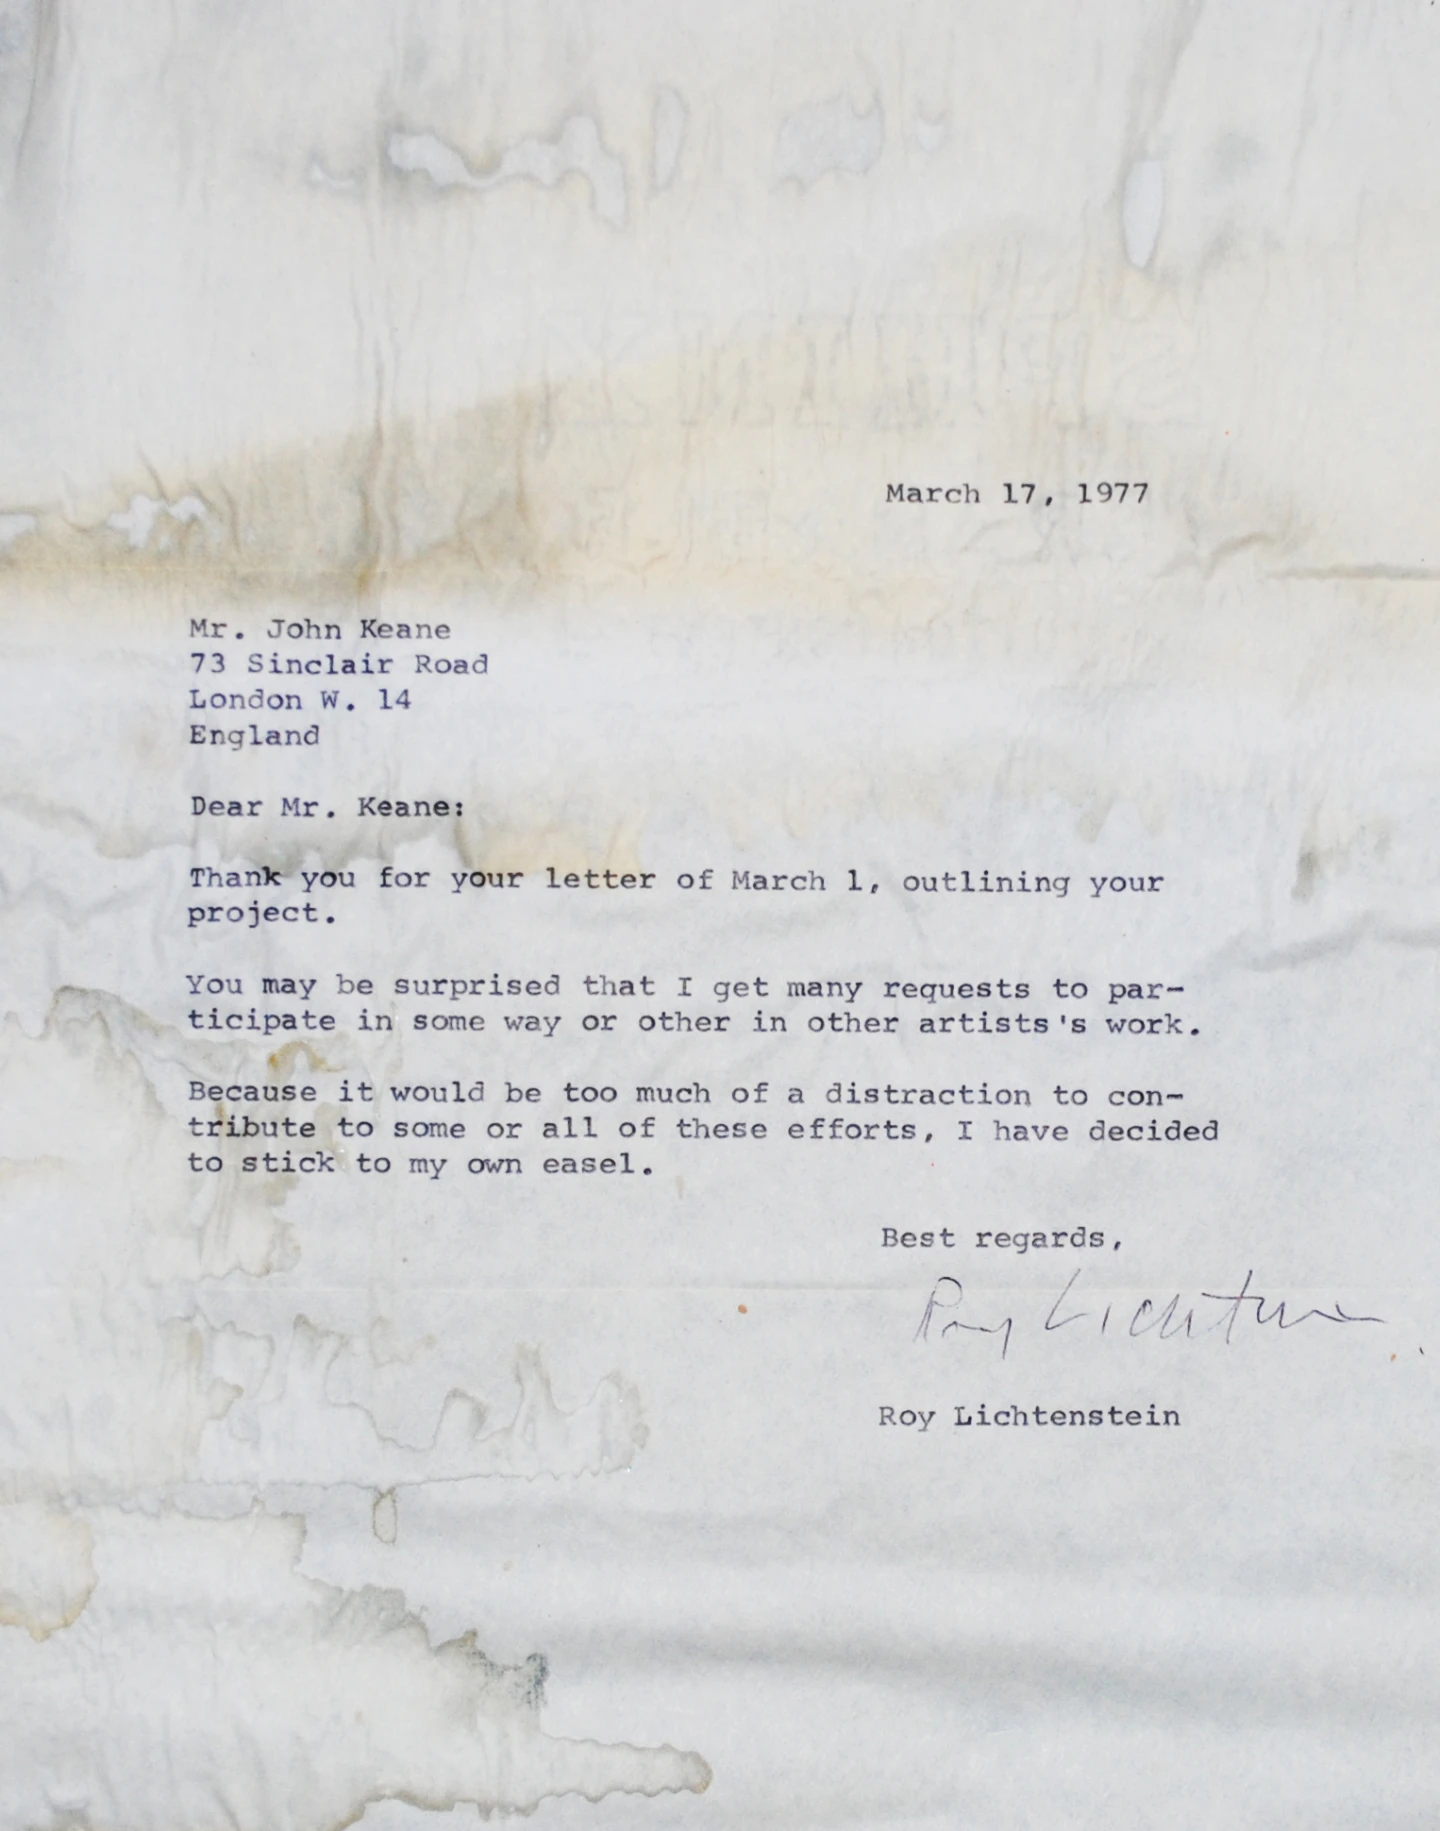 March 17, 1977
Mr. John Keane
73 Sinclair Road
London W. 14
England
Dear Mr. Keane:
Thank you for your letter of March 1, outlining your
project.
You may be surprised that I get many requests to par-
ticipate in some way or other in other artists's work.
Because it would be too much of a distraction to con-
tribute to some or all of these efforts, I have decided
to stick to my own easel.
Best regards,
Roy Lichtenstein
Roy Lichtenstein